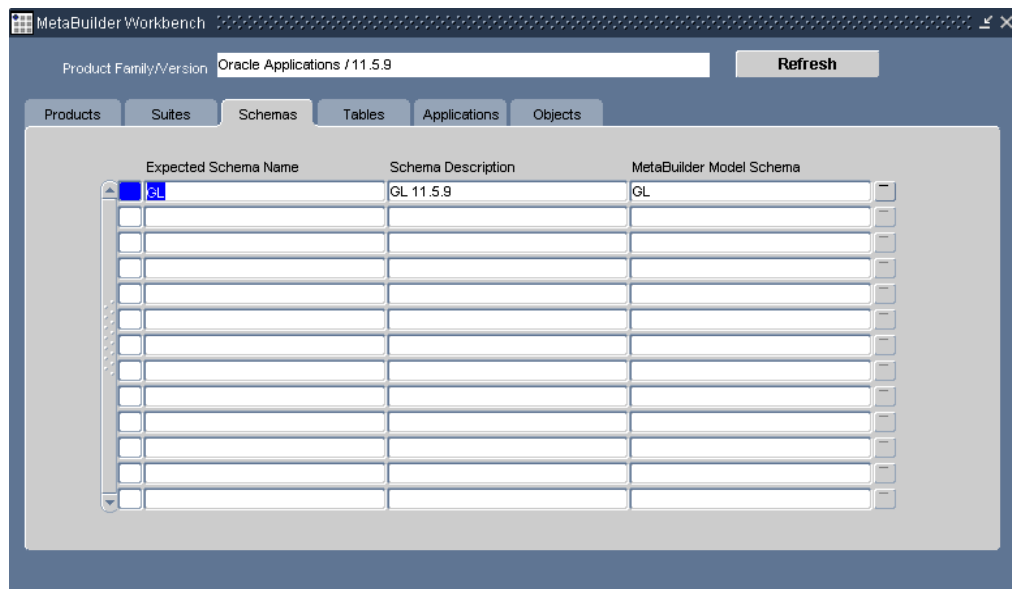 MetaBuilder Workbench
Product Family/Version Oracle Applications / 11.5.9 Refresh
Products Suites Schemas Tables Applications Objects
Expected Schema Name Schema Description MetaBuilder Model Schema
GL GL 11.5.9 GL